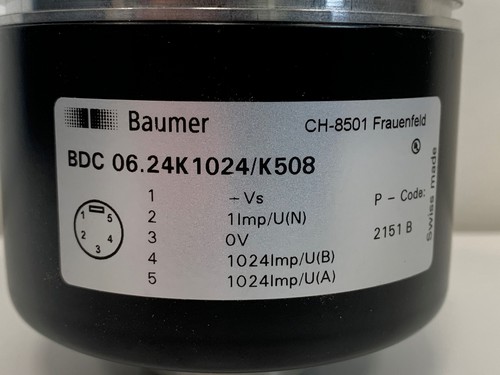 Baumer
CH-8501 Frauenfeld
BDC 06.24K1024/K508
1 +Vs
2 1Imp/U(N)
3 0V
4 1024Imp/U(B)
5 1024Imp/U(A)
1 5
2 4
3
P - Code:
2151 B
Swiss made